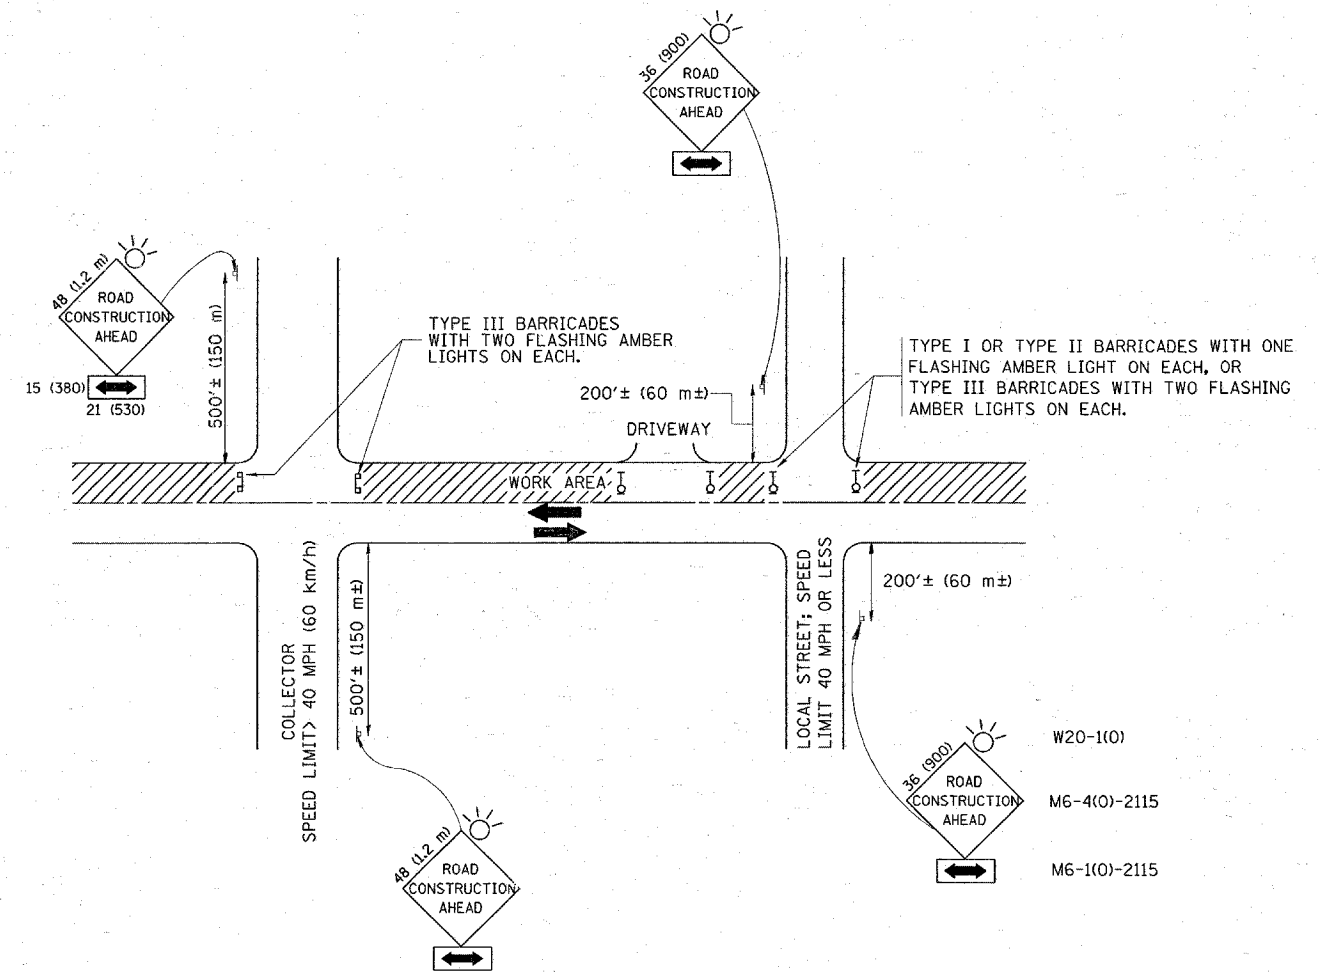 36 (900)
ROAD
CONSTRUCTION
AHEAD
48 (1.2 m)
ROAD
CONSTRUCTION
AHEAD
15 (380)
21 (530)
500'± (150 m)
TYPE III BARRICADES
WITH TWO FLASHING AMBER
LIGHTS ON EACH.
200'± (60 m±)
DRIVEWAY
TYPE I OR TYPE II BARRICADES WITH ONE
FLASHING AMBER LIGHT ON EACH, OR
TYPE III BARRICADES WITH TWO FLASHING
AMBER LIGHTS ON EACH.
WORK AREA
COLLECTOR
SPEED LIMIT> 40 MPH (60 km/h)
500'± (150 m±)
LOCAL STREET; SPEED
LIMIT 40 MPH OR LESS
200'± (60 m±)
48 (1.2 m)
ROAD
CONSTRUCTION
AHEAD
36 (900)
ROAD
CONSTRUCTION
AHEAD
W20-1(O)
M6-4(O)-2115
M6-1(O)-2115